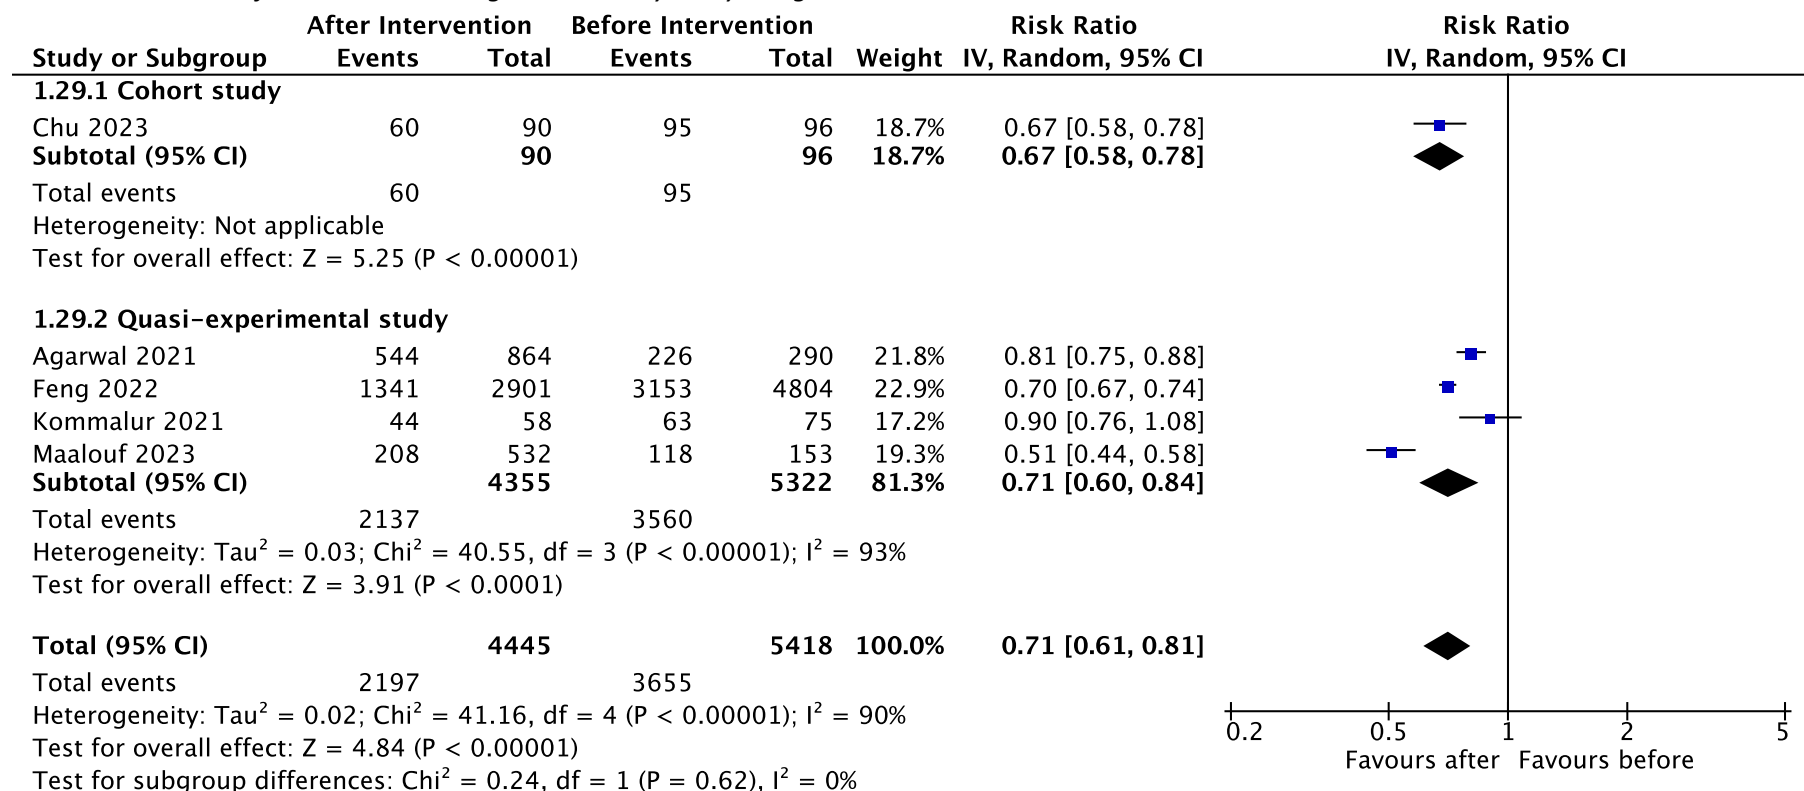 After Intervention Before Intervention Risk Ratio Risk Ratio
Study or Subgroup Events Total Events Total Weight IV, Random, 95% CI IV, Random, 95% CI
1.29.1 Cohort study
Chu 2023 60 90 95 96 18.7% 0.67 [0.58, 0.78]
Subtotal (95% CI) 90 96 18.7% 0.67 [0.58, 0.78]
Total events 60 95
Heterogeneity: Not applicable
Test for overall effect: Z = 5.25 (P < 0.00001)
1.29.2 Quasi-experimental study
Agarwal 2021 544 864 226 290 21.8% 0.81 [0.75, 0.88]
Feng 2022 1341 2901 3153 4804 22.9% 0.70 [0.67, 0.74]
Kommalur 2021 44 58 63 75 17.2% 0.90 [0.76, 1.08]
Maalouf 2023 208 532 118 153 19.3% 0.51 [0.44, 0.58]
Subtotal (95% CI) 4355 5322 81.3% 0.71 [0.60, 0.84]
Total events 2137 3560
Heterogeneity: Tau² = 0.03; Chi² = 40.55, df = 3 (P < 0.00001); I² = 93%
Test for overall effect: Z = 3.91 (P < 0.0001)
Total (95% CI) 4445 5418 100.0% 0.71 [0.61, 0.81]
Total events 2197 3655
Heterogeneity: Tau² = 0.02; Chi² = 41.16, df = 4 (P < 0.00001); I² = 90%
Test for overall effect: Z = 4.84 (P < 0.00001)
Test for subgroup differences: Chi² = 0.24, df = 1 (P = 0.62), I² = 0%
0.2 0.5 1 2 5
Favours after Favours before